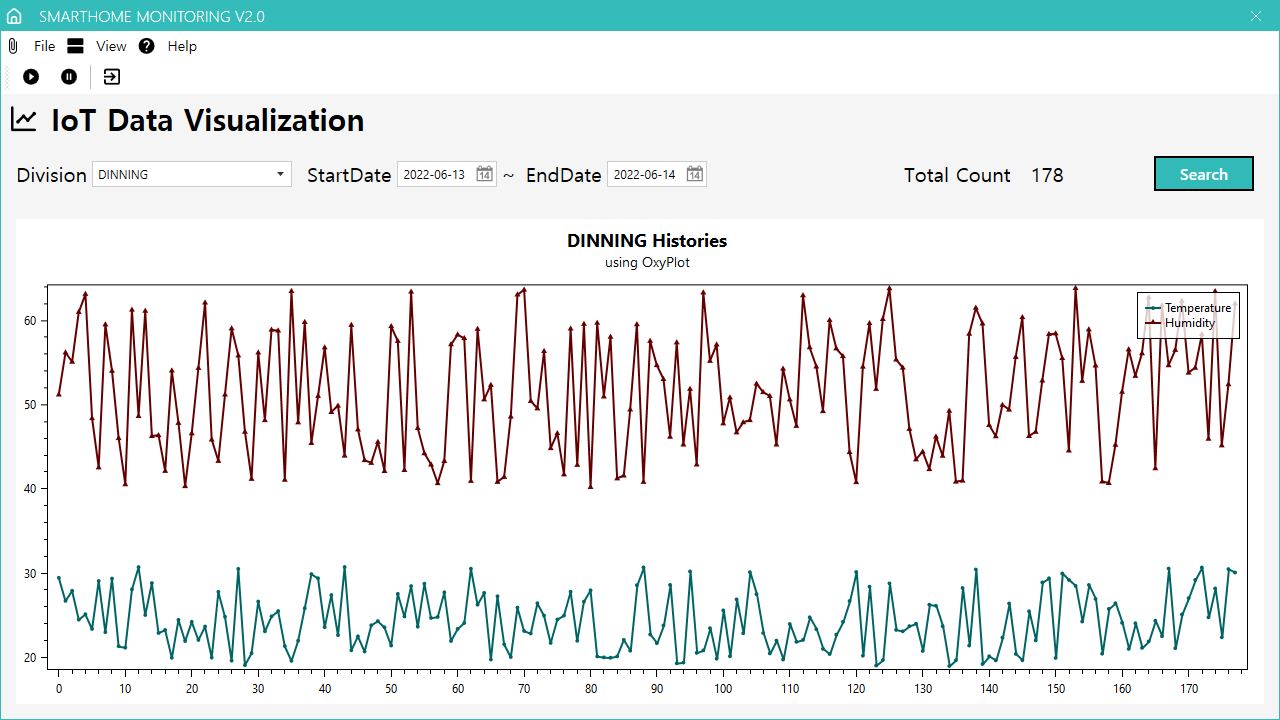 SMARTHOME MONITORING V2.0
File View Help
IoT Data Visualization
Division DINNING StartDate 2022-06-13 14 ~ EndDate 2022-06-14 14 Total Count 178 Search
DINNING Histories
using OxyPlot
Temperature
Humidity
60
50
40
30
20
0 10 20 30 40 50 60 70 80 90 100 110 120 130 140 150 160 170